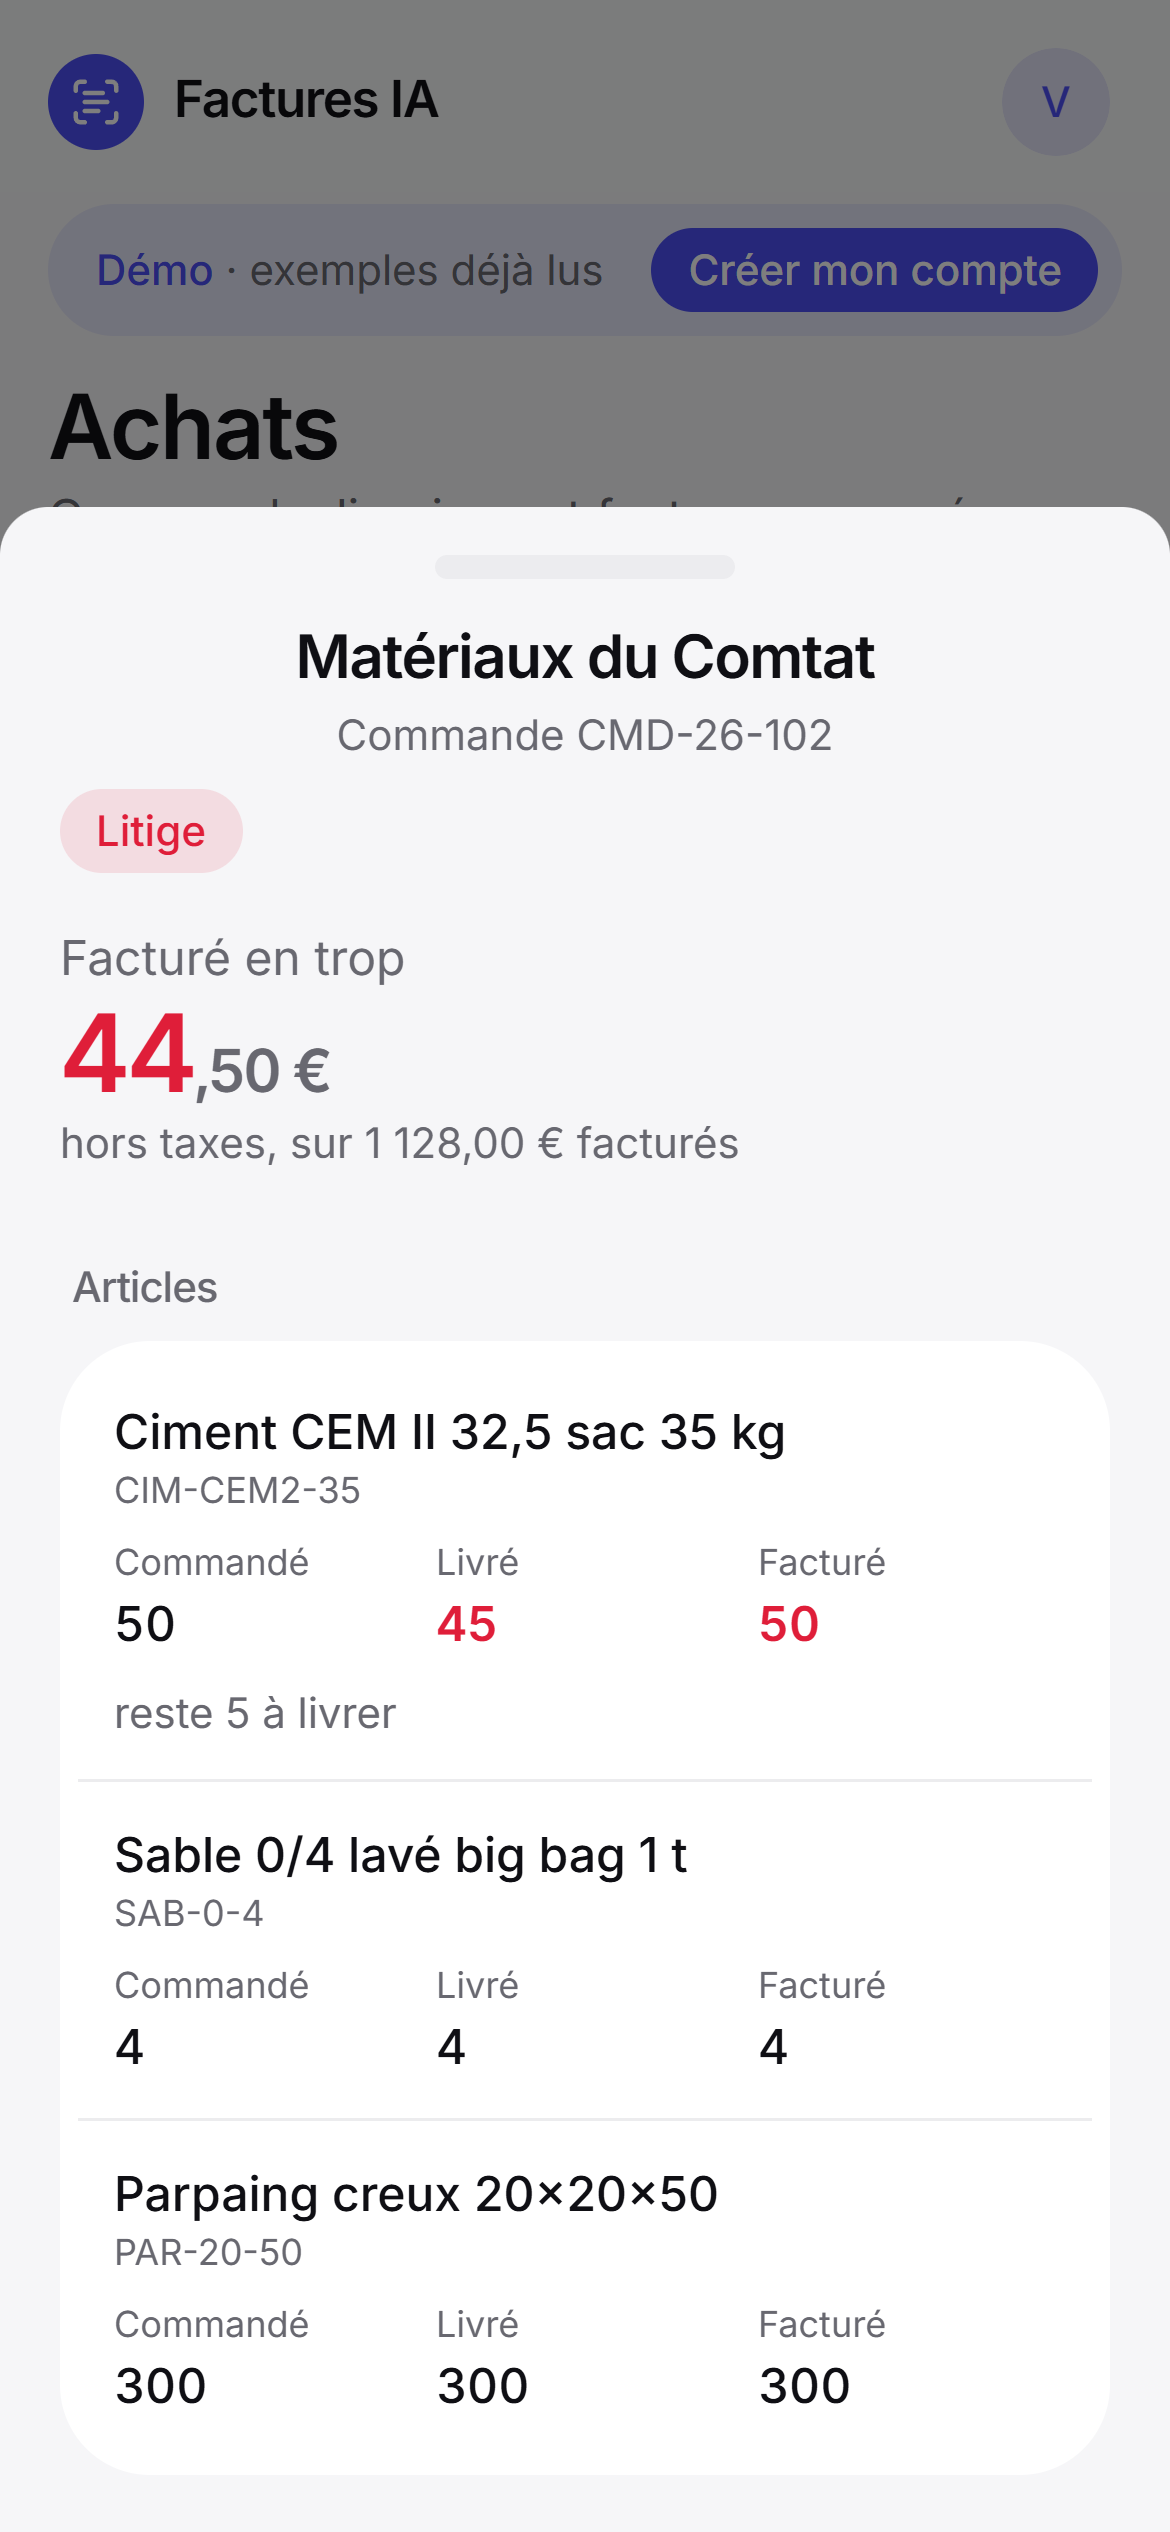 Factures IA
V
Démo · exemples déjà lus
Créer mon compte
Achats
Matériaux du Comtat
Commande CMD-26-102
Litige
Facturé en trop
44,50 €
hors taxes, sur 1 128,00 € facturés
Articles
Ciment CEM II 32,5 sac 35 kg
CIM-CEM2-35
Commandé Livré Facturé
50 45 50
reste 5 à livrer
Sable 0/4 lavé big bag 1 t
SAB-0-4
Commandé Livré Facturé
4 4 4
Parpaing creux 20×20×50
PAR-20-50
Commandé Livré Facturé
300 300 300